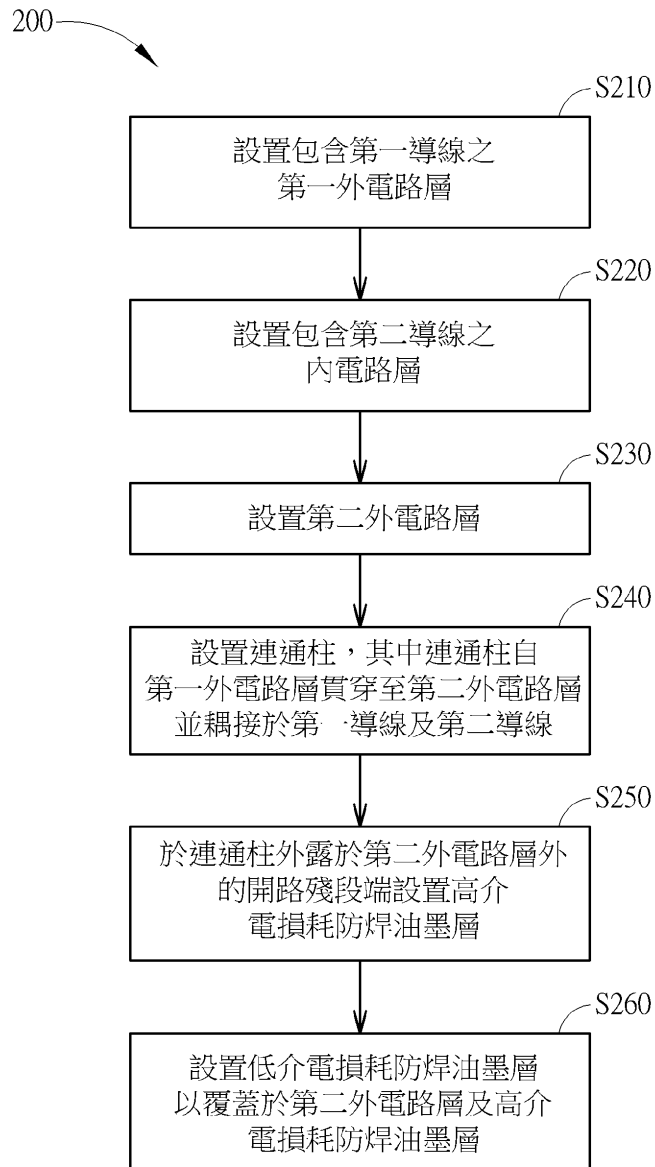 200
S210
設置包含第一導線之
第一外電路層
S220
設置包含第二導線之
內電路層
S230
設置第二外電路層
S240
設置連通柱，其中連通柱自
第一外電路層貫穿至第二外電路層
並耦接於第一導線及第二導線
S250
於連通柱外露於第二外電路層外
的開路殘段端設置高介
電損耗防焊油墨層
S260
設置低介電損耗防焊油墨層
以覆蓋於第二外電路層及高介
電損耗防焊油墨層